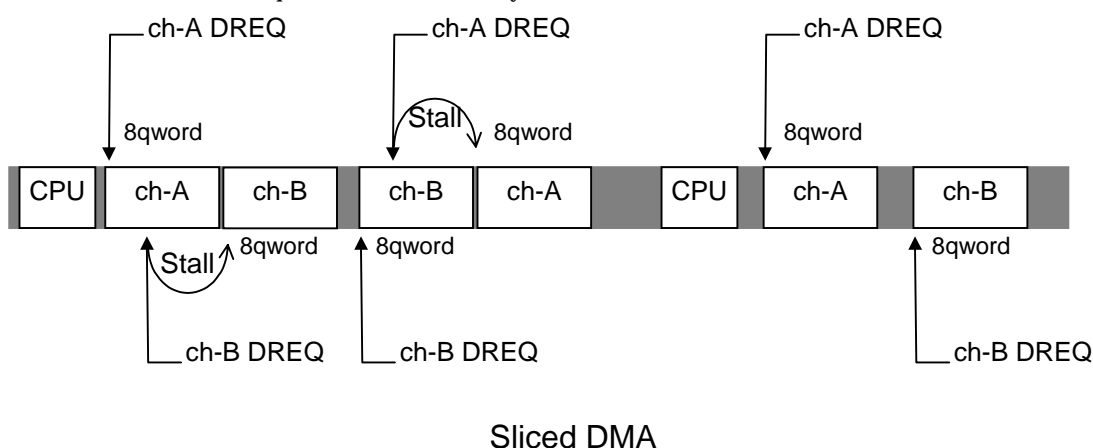 ch-A DREQ ch-A DREQ ch-A DREQ
Stall
8qword 8qword 8qword
CPU ch-A ch-B ch-B ch-A CPU ch-A ch-B
8qword 8qword 8qword
Stall
ch-B DREQ ch-B DREQ ch-B DREQ
Sliced DMA